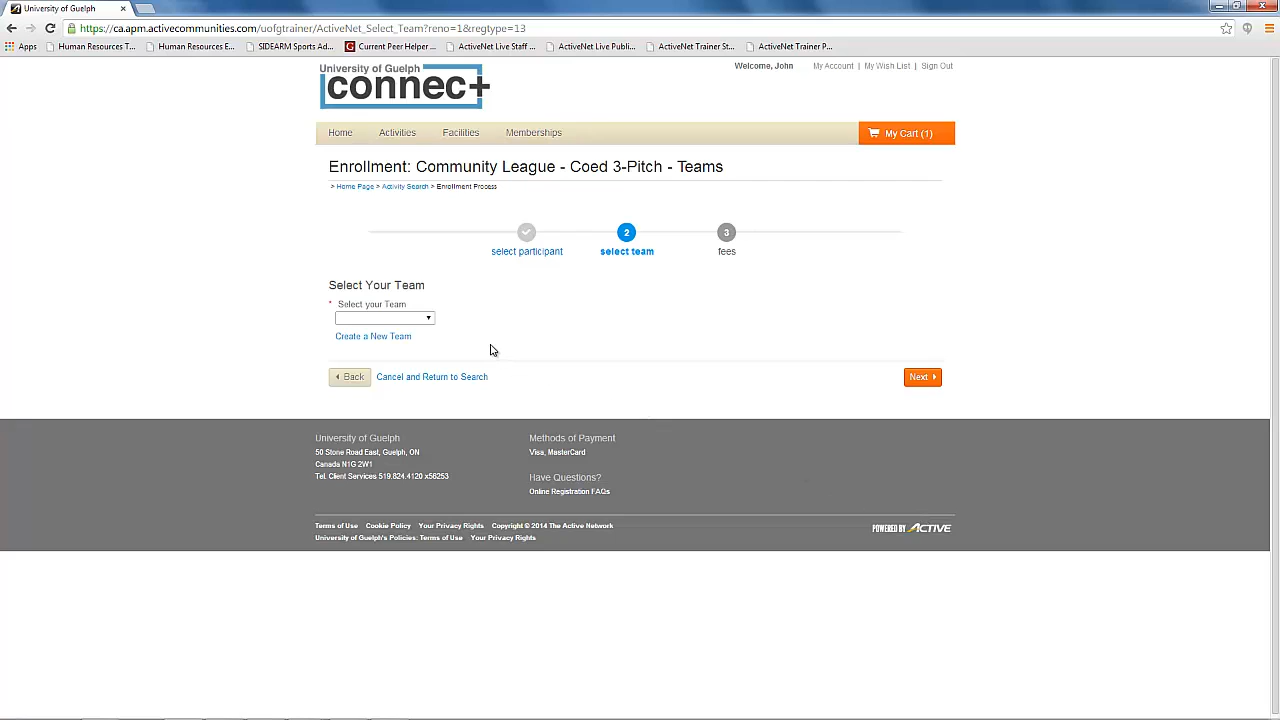 University of Guelph
https://ca.apm.activecommunities.com/uofgtrainer/ActiveNet_Select_Team?reno=1&regtype=13
Apps
Human Resources T...
Human Resources E...
SIDEARM Sports Ad...
Current Peer Helper ...
ActiveNet Live Staff ...
ActiveNet Live Publi...
ActiveNet Trainer St...
ActiveNet Trainer P...
University of Guelph
connec+
Welcome, John
My Account | My Wish List | Sign Out
Home Activities Facilities Memberships
My Cart (1)
Enrollment: Community League - Coed 3-Pitch - Teams
> Home Page > Activity Search > Enrollment Process
2 3
select participant select team fees
Select Your Team
* Select your Team
Create a New Team
Back Cancel and Return to Search Next
University of Guelph
50 Stone Road East, Guelph, ON
Canada N1G 2W1
Tel. Client Services 519.824.4120 x56253
Methods of Payment
Visa, MasterCard
Have Questions?
Online Registration FAQs
Terms of Use Cookie Policy Your Privacy Rights Copyright © 2014 The Active Network
University of Guelph's Policies: Terms of Use Your Privacy Rights
POWERED BY ACTIVE